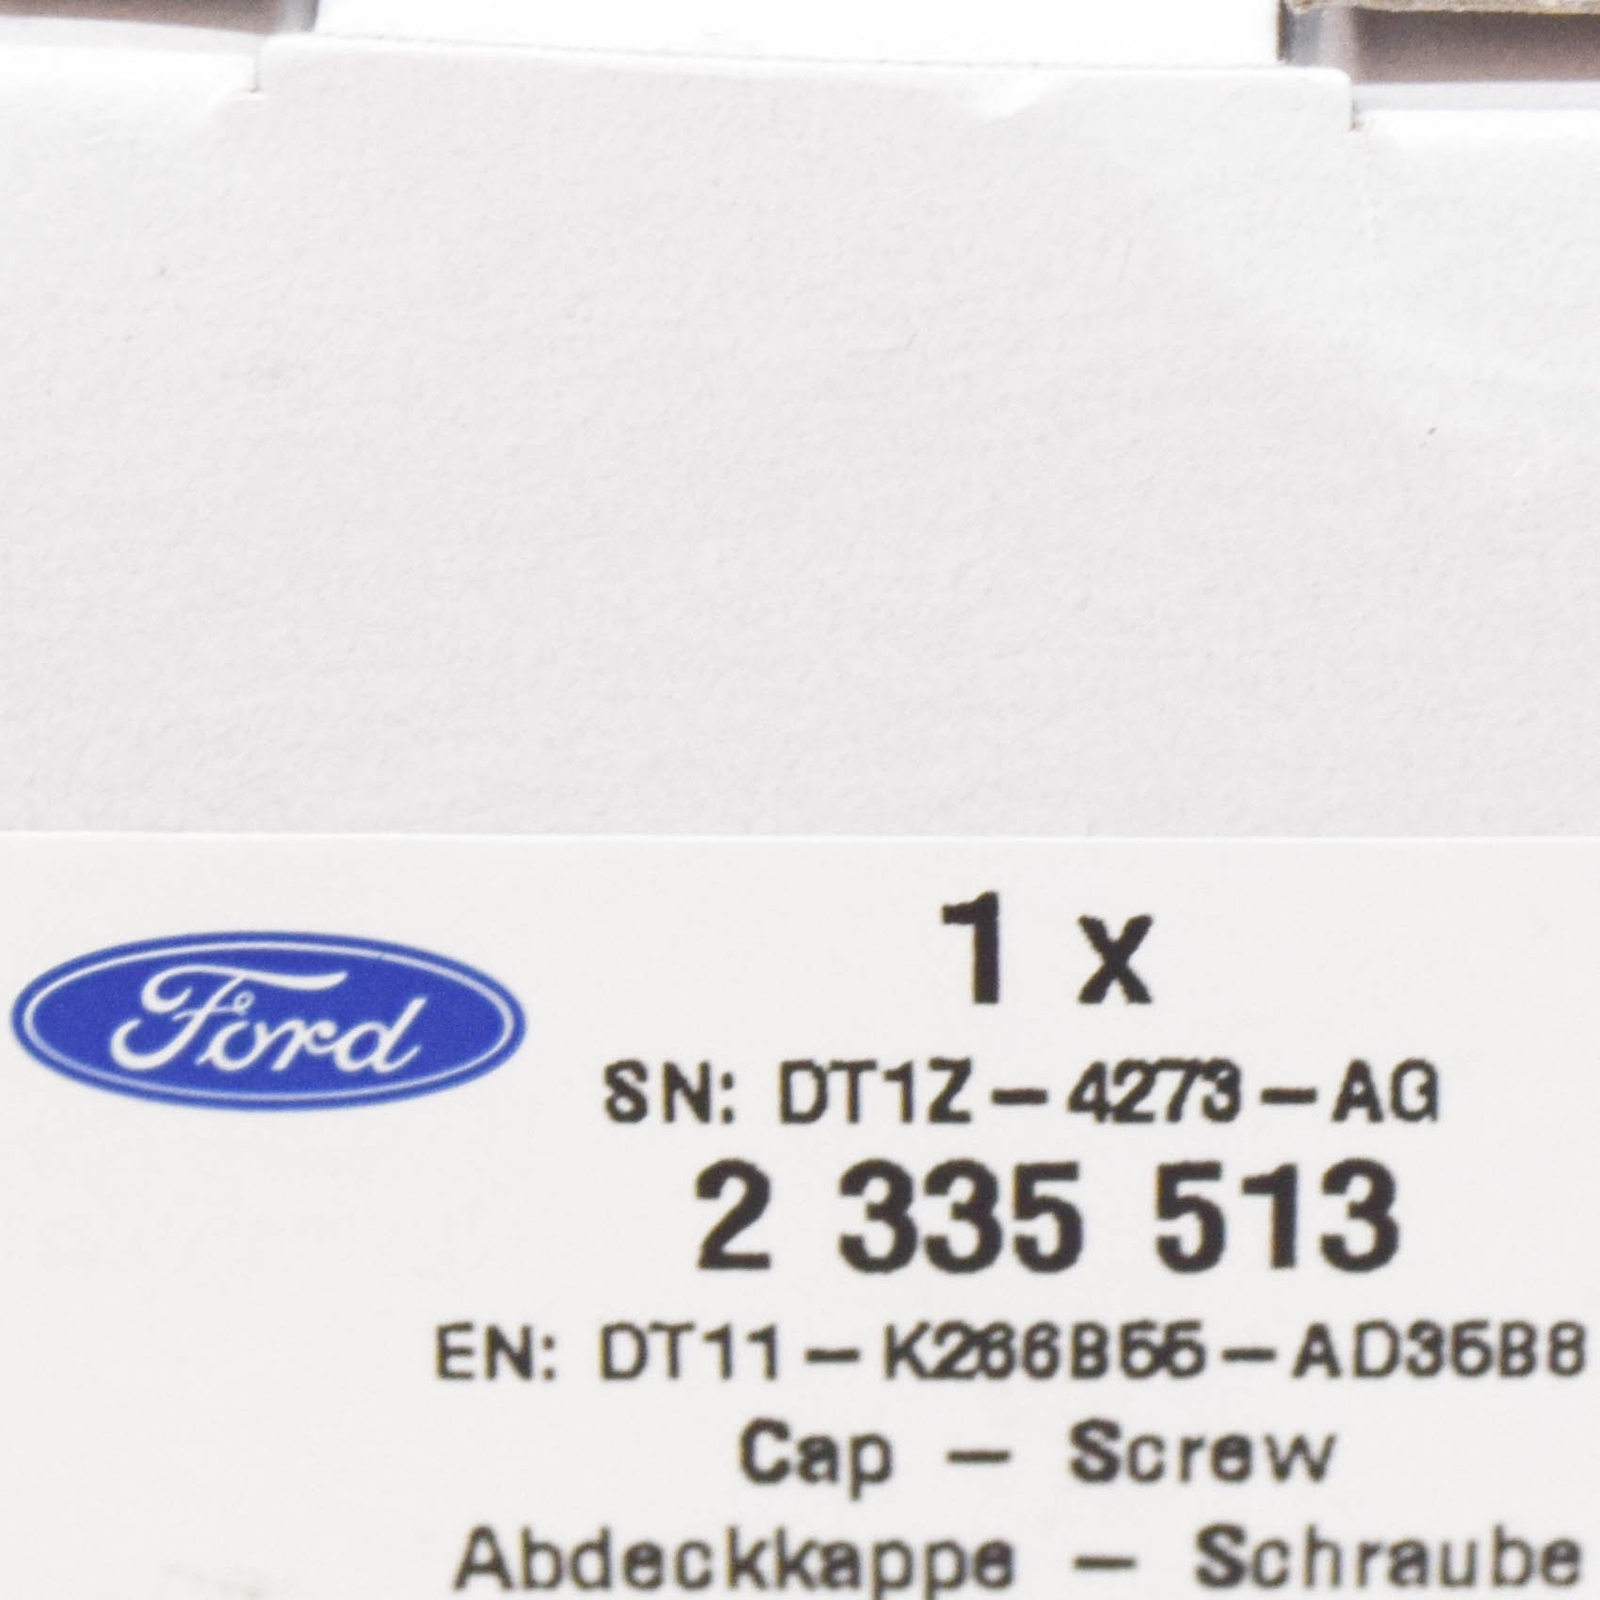 1 x
Ford
SN: DT1Z-4273-AG
2 335 513
EN: DT11-K266B55-AD35B8
Cap - Screw
Abdeckkappe - Schraube